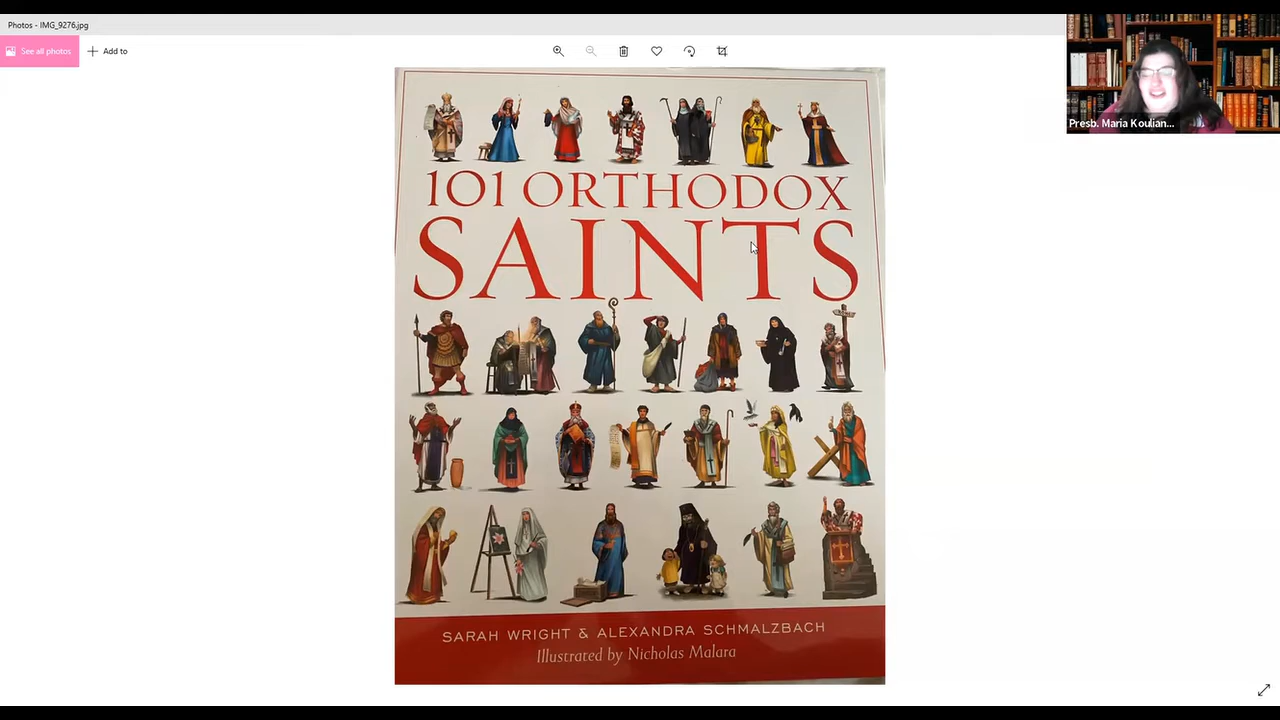 Photos - IMG_9276.jpg
See all photos
Add to
Presb. Maria Koulian...
101 ORTHODOX
SAINTS
SARAH WRIGHT & ALEXANDRA SCHMALZBACH
Illustrated by Nicholas Malara